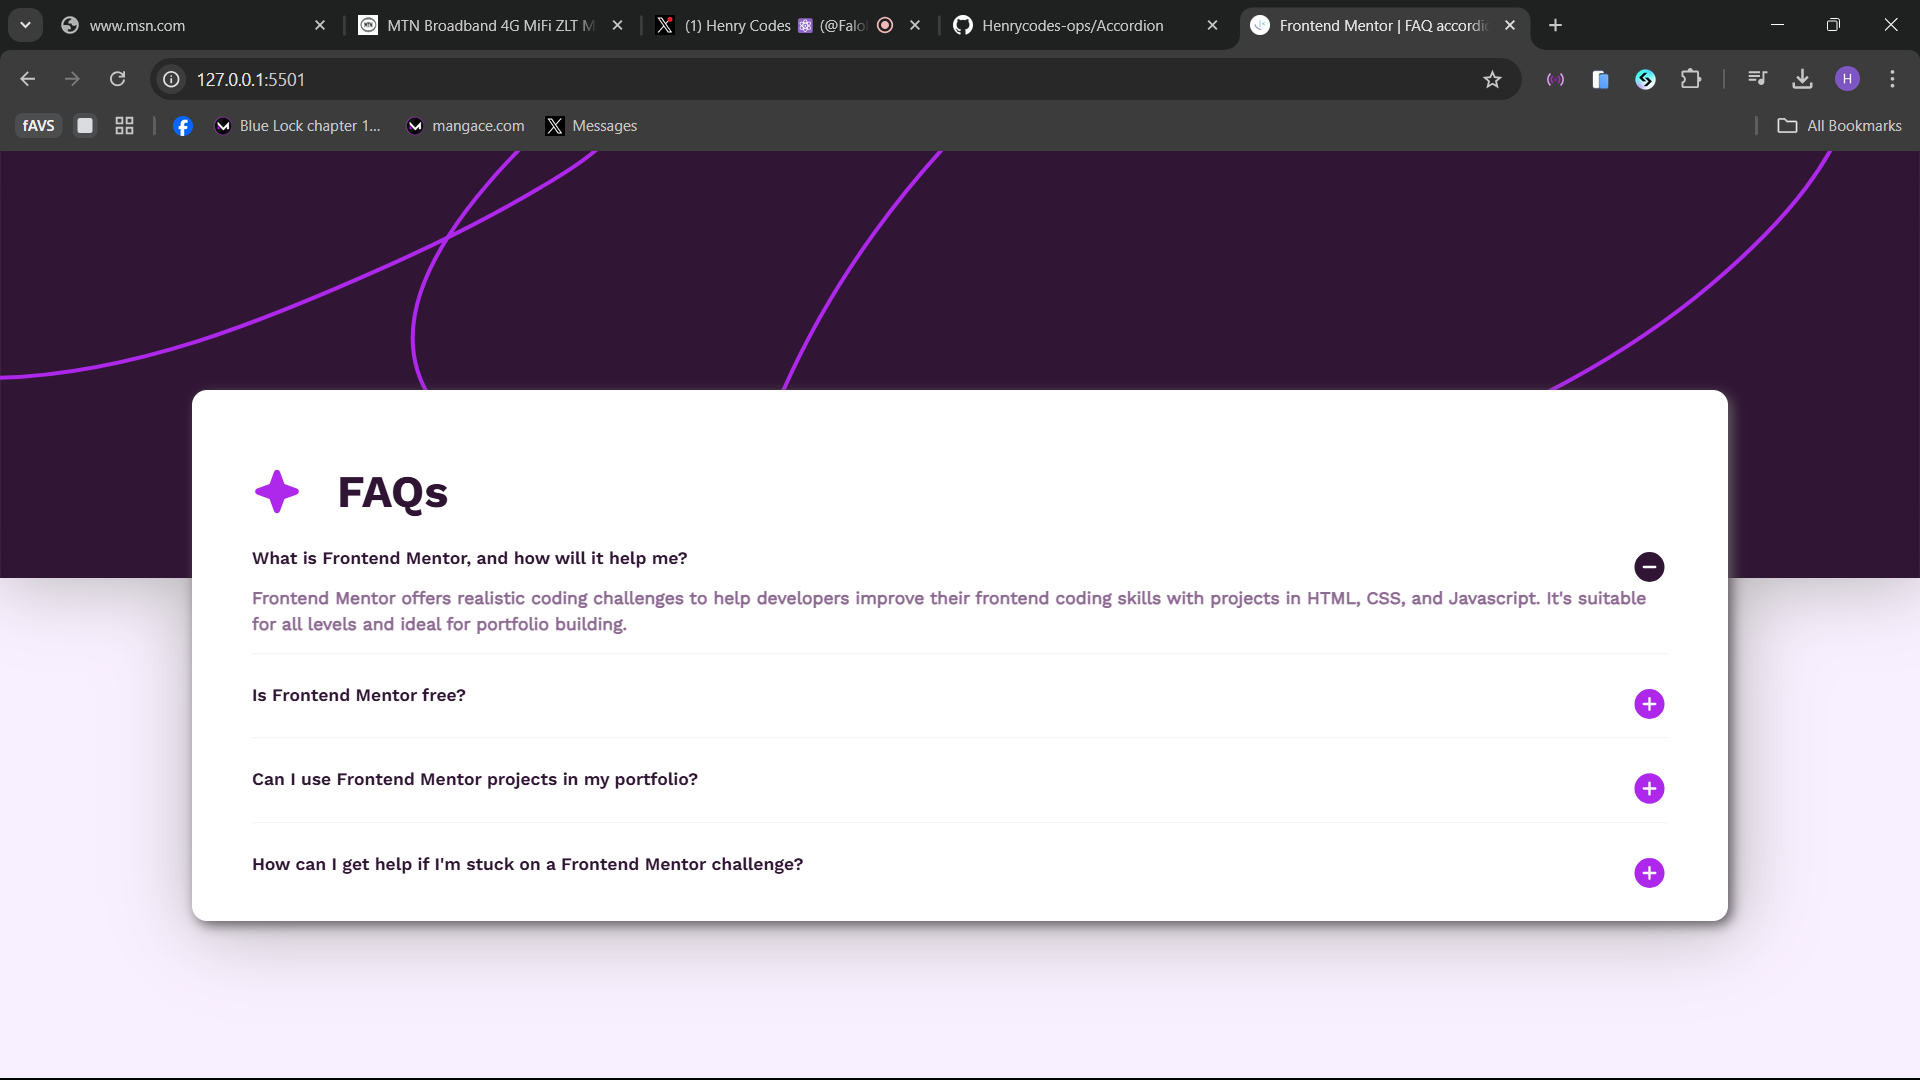 www.msn.com
MTN Broadband 4G MiFi ZLT M
(1) Henry Codes ⚛ (@Falo
Henrycodes-ops/Accordion
Frontend Mentor | FAQ accordi
127.0.0.1:5501
H
fAVS
Blue Lock chapter 1...
mangace.com
Messages
All Bookmarks
FAQs
What is Frontend Mentor, and how will it help me?
Frontend Mentor offers realistic coding challenges to help developers improve their frontend coding skills with projects in HTML, CSS, and Javascript. It's suitable
for all levels and ideal for portfolio building.
Is Frontend Mentor free?
Can I use Frontend Mentor projects in my portfolio?
How can I get help if I'm stuck on a Frontend Mentor challenge?